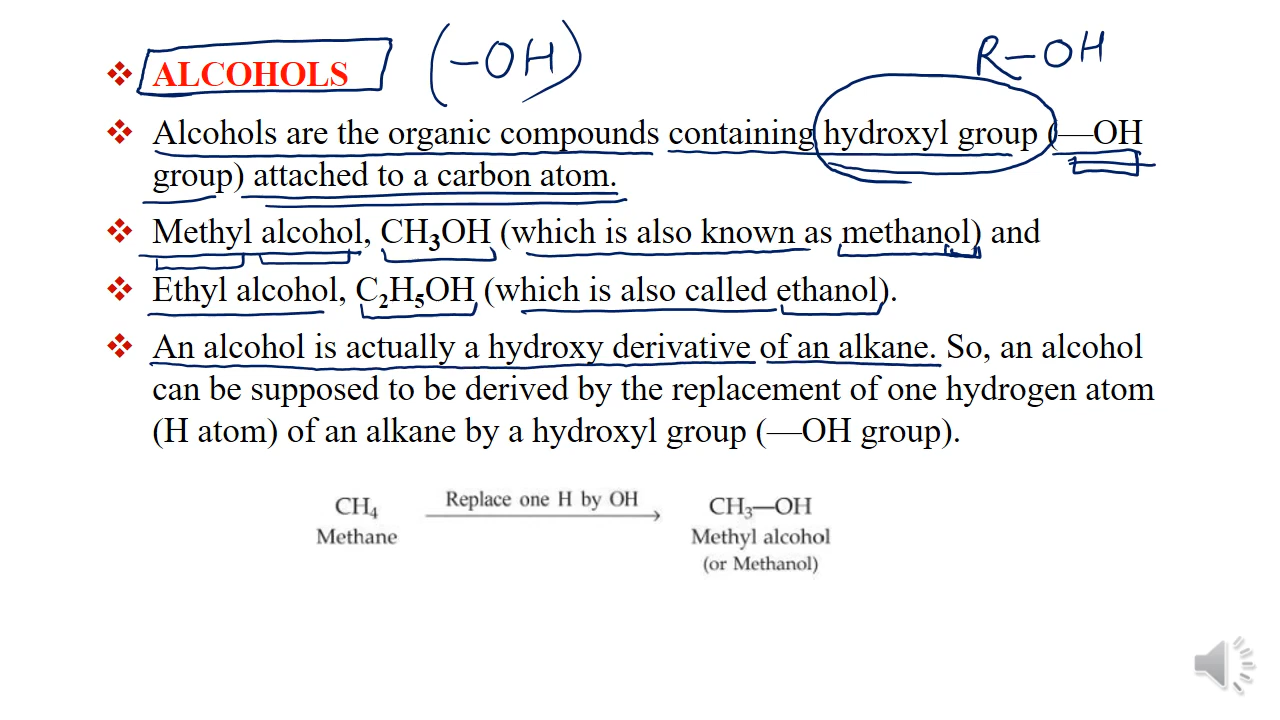 ALCOHOLS (-OH) R-OH
Alcohols are the organic compounds containing hydroxyl group (—OH
group) attached to a carbon atom.
Methyl alcohol, CH₃OH (which is also known as methanol) and
Ethyl alcohol, C₂H₅OH (which is also called ethanol).
An alcohol is actually a hydroxy derivative of an alkane. So, an alcohol
can be supposed to be derived by the replacement of one hydrogen atom
(H atom) of an alkane by a hydroxyl group (—OH group).
CH₄ Replace one H by OH CH₃—OH
Methane Methyl alcohol
(or Methanol)